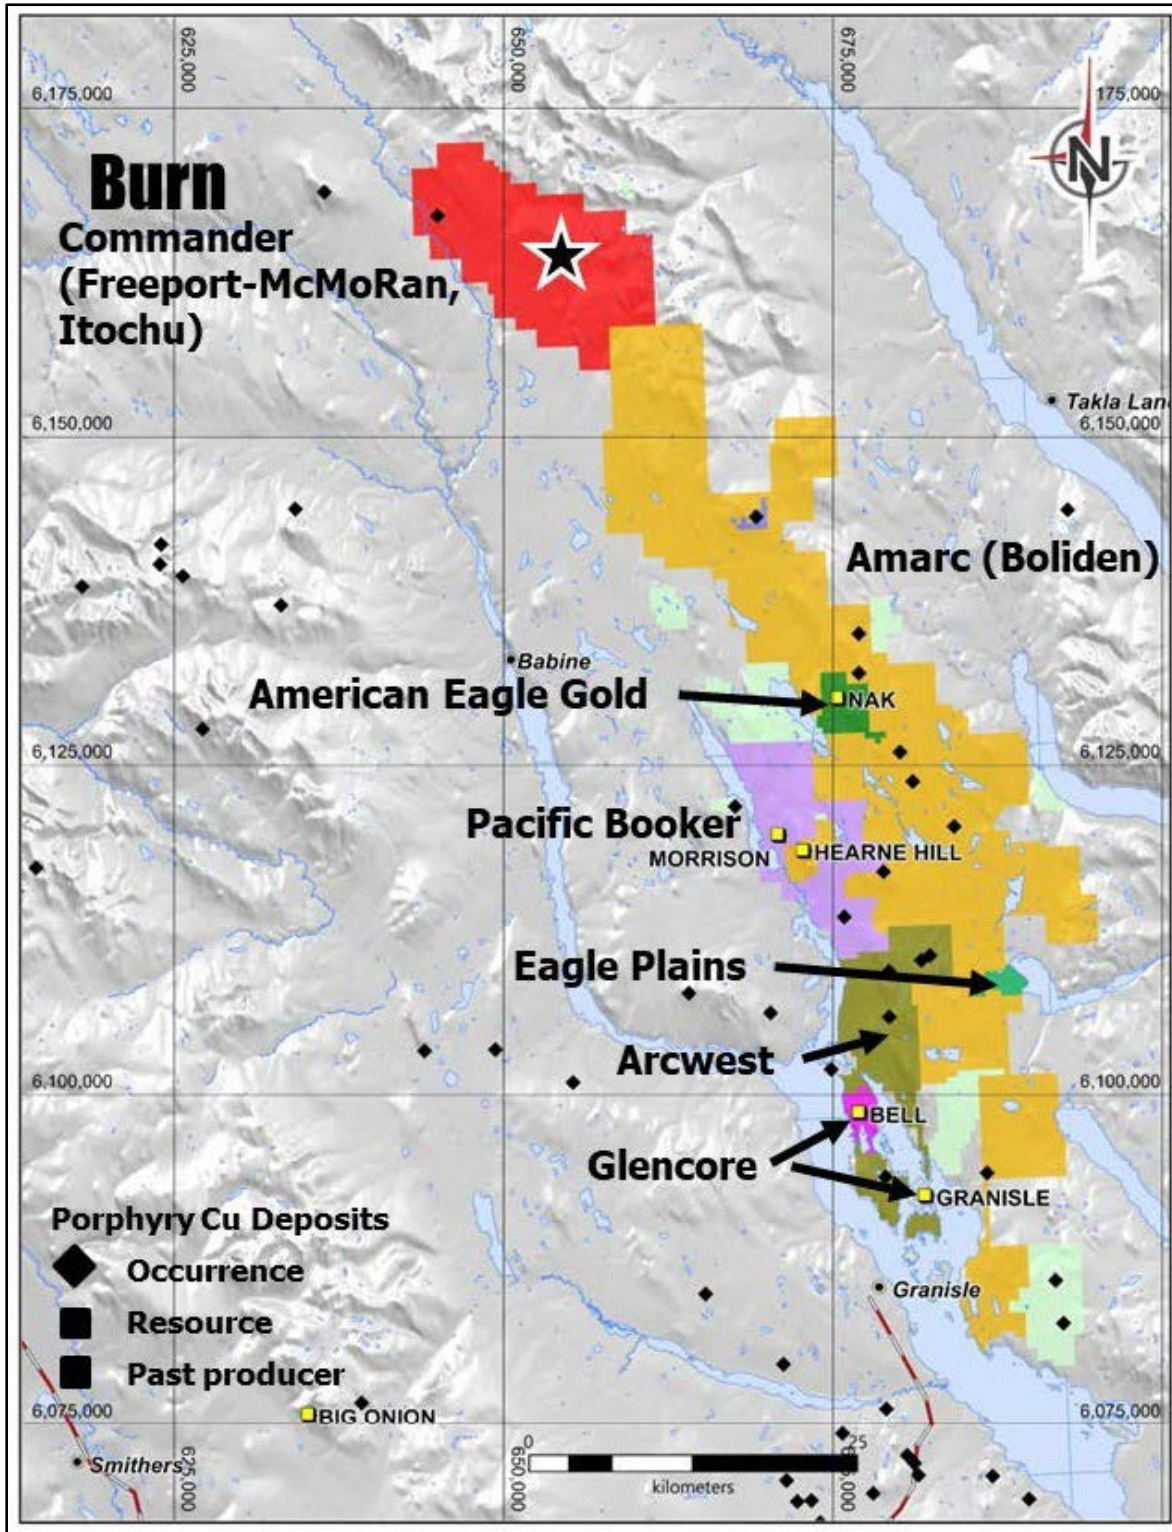 625,000
650,000
675,000
6,175,000
175,000
N
Burn
Commander
(Freeport-McMoRan,
Itochu)
Takla Lan
6,150,000
6,150,000
Amarc (Boliden)
Babine
American Eagle Gold
NAK
6,125,000
6,125,000
Pacific Booker
MORRISON
HEARNE HILL
Eagle Plains
Arcwest
6,100,000
6,100,000
BELL
Glencore
GRANISLE
Porphyry Cu Deposits
Occurrence
Granisle
Resource
Past producer
6,075,000
6,075,000
BIG ONION
Smithers
0
25
kilometers
625,000
650,000